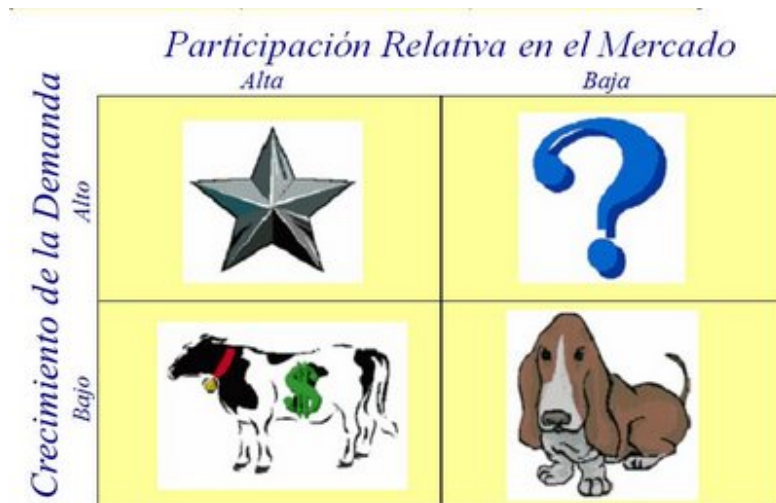 Participación Relativa en el Mercado
Alta
Baja
Crecimiento de la Demanda
Alto
Bajo
$
?